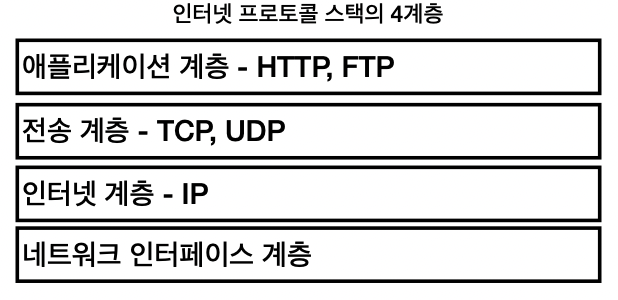 인터넷 프로토콜 스택의 4계층
애플리케이션 계층 - HTTP, FTP
전송 계층 - TCP, UDP
인터넷 계층 - IP
네트워크 인터페이스 계층